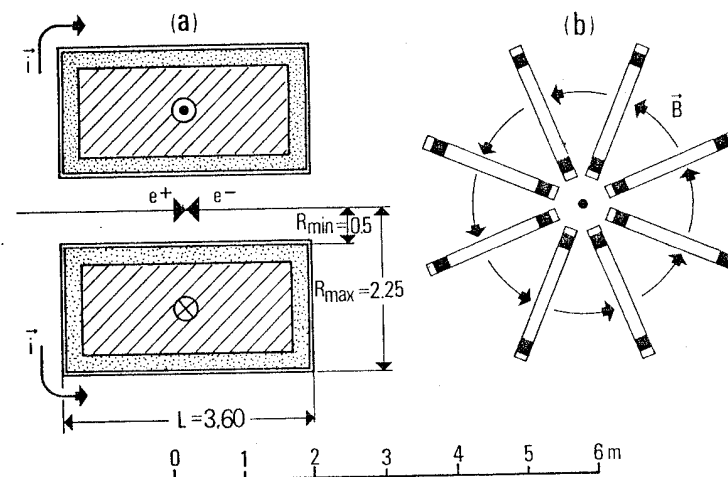 (a)
(b)
i
B
e+ e−
Rmin=0.5
Rmax=2.25
i
L=3,60
0 1 2 3 4 5 6 m